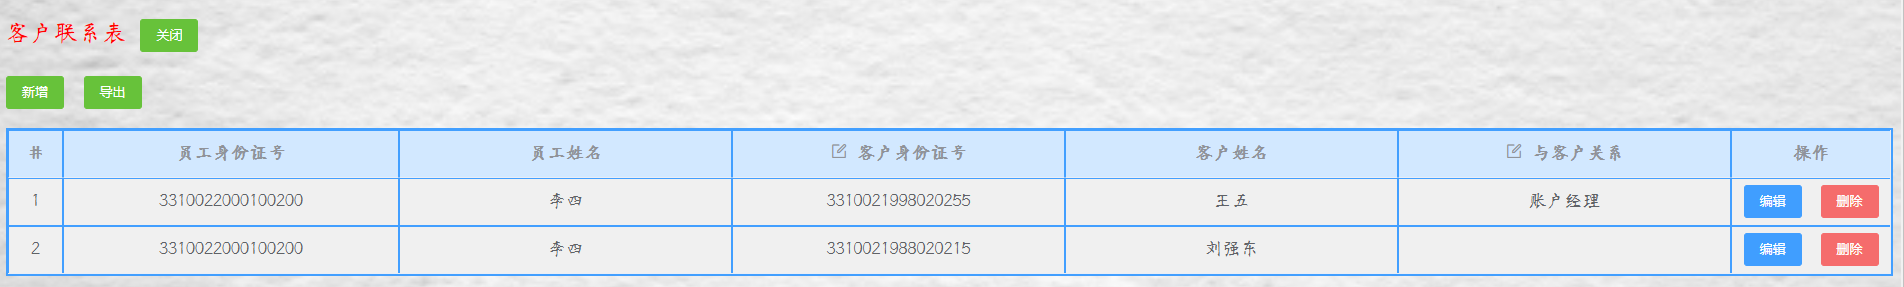 客户联系表 关闭
新增 导出
# 员工身份证号 员工姓名 客户身份证号 客户姓名 与客户关系 操作
1 3310022000100200 李四 3310021998020255 王五 账户经理 编辑 删除
2 3310022000100200 李四 3310021988020215 刘强东 编辑 删除